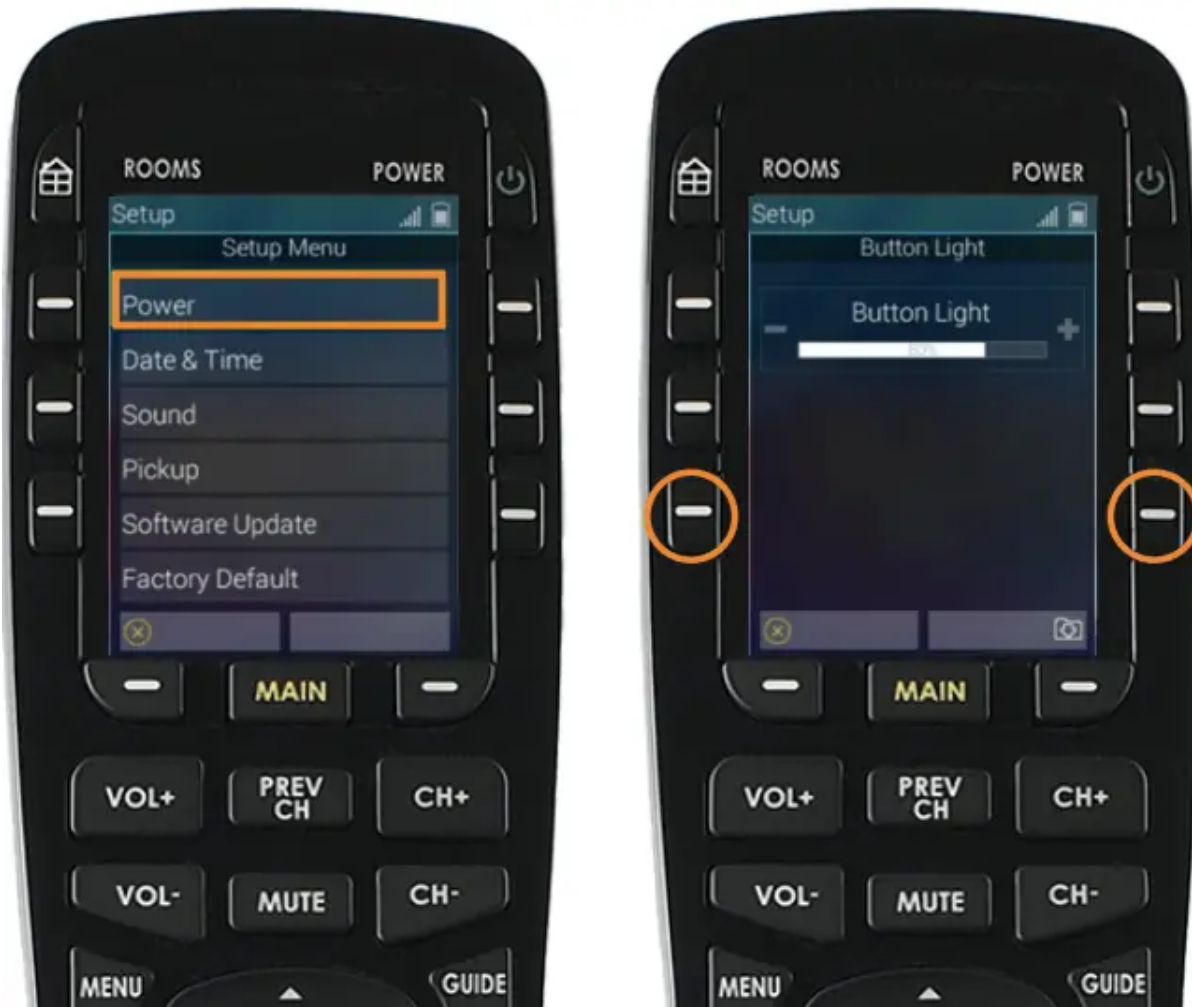 ROOMS
POWER
Setup
Setup Menu
Power
Date & Time
Sound
Pickup
Software Update
Factory Default
MAIN
VOL+
PREV
CH
CH+
VOL-
MUTE
CH-
MENU
GUIDE
ROOMS
POWER
Setup
Button Light
Button Light
MAIN
VOL+
PREV
CH
CH+
VOL-
MUTE
CH-
MENU
GUIDE